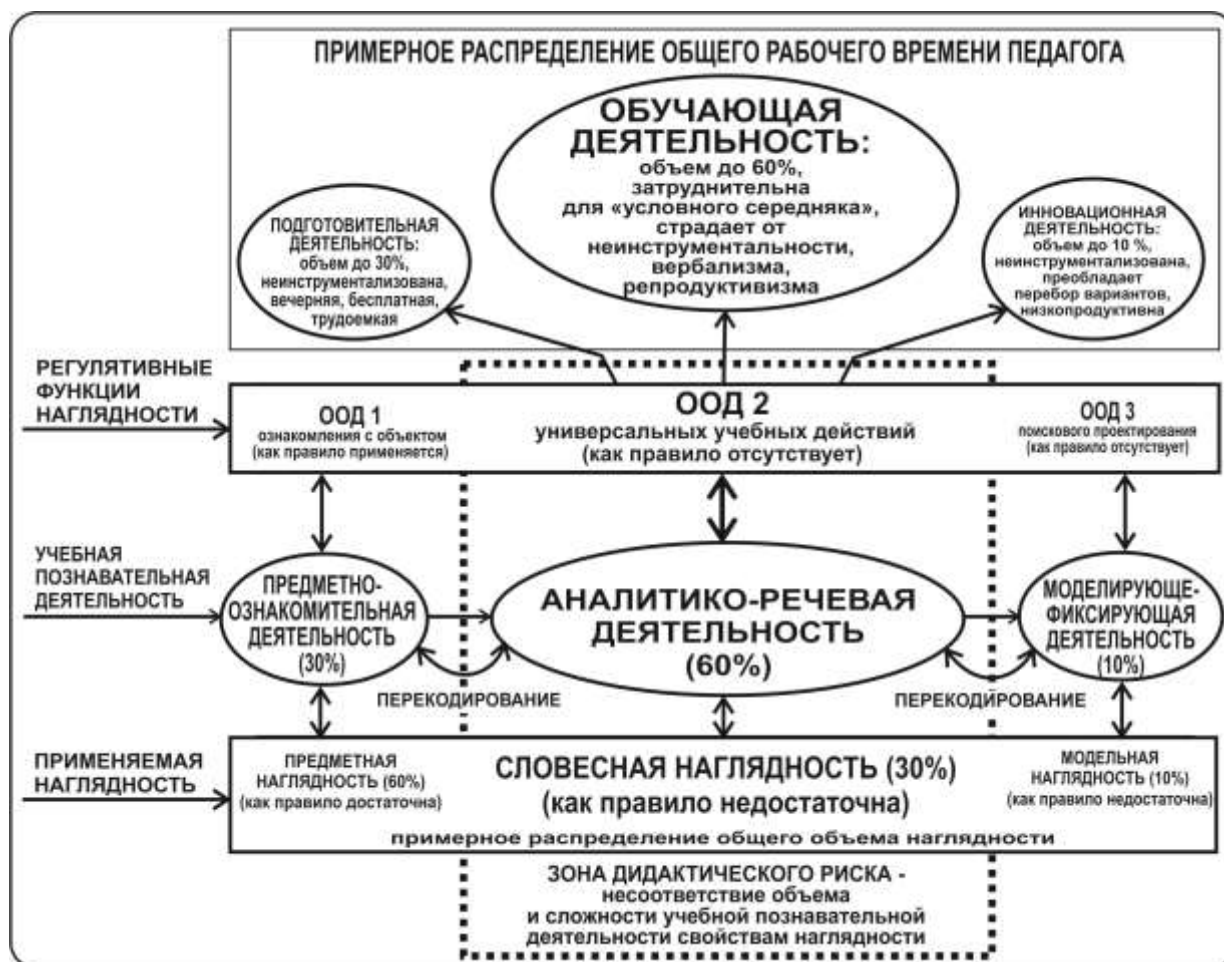 ПРИМЕРНОЕ РАСПРЕДЕЛЕНИЕ ОБЩЕГО РАБОЧЕГО ВРЕМЕНИ ПЕДАГОГА
ОБУЧАЮЩАЯ
ДЕЯТЕЛЬНОСТЬ:
объем до 60%,
затруднительна
для «условного середняка»,
страдает от
неинструментальности,
вербализма,
репродуктивизма
ПОДГОТОВИТЕЛЬНАЯ
ДЕЯТЕЛЬНОСТЬ:
объем до 30%,
неинструментализована,
вечерняя, бесплатная,
трудоемкая
ИННОВАЦИОННАЯ
ДЕЯТЕЛЬНОСТЬ:
объем до 10 %,
неинструментализована,
преобладает
перебор вариантов,
низкопродуктивна
РЕГУЛЯТИВНЫЕ
ФУНКЦИИ
НАГЛЯДНОСТИ
ООД 1
ознакомления с объектом
(как правило применяется)
ООД 2
универсальных учебных действий
(как правило отсутствует)
ООД 3
поискового проектирования
(как правило отсутствует)
УЧЕБНАЯ
ПОЗНАВАТЕЛЬНАЯ
ДЕЯТЕЛЬНОСТЬ
ПРЕДМЕТНО-
ОЗНАКОМИТЕЛЬНАЯ
ДЕЯТЕЛЬНОСТЬ
(30%)
АНАЛИТИКО-РЕЧЕВАЯ
ДЕЯТЕЛЬНОСТЬ
(60%)
МОДЕЛИРУЮЩЕ-
ФИКСИРУЮЩАЯ
ДЕЯТЕЛЬНОСТЬ
(10%)
ПЕРЕКОДИРОВАНИЕ
ПЕРЕКОДИРОВАНИЕ
ПРИМЕНЯЕМАЯ
НАГЛЯДНОСТЬ
ПРЕДМЕТНАЯ
НАГЛЯДНОСТЬ (60%)
(как правило достаточна)
СЛОВЕСНАЯ НАГЛЯДНОСТЬ (30%)
(как правило недостаточна)
МОДЕЛЬНАЯ
НАГЛЯДНОСТЬ (10%)
(как правило недостаточна)
примерное распределение общего объема наглядности
ЗОНА ДИДАКТИЧЕСКОГО РИСКА -
несоответствие объема
и сложности учебной познавательной
деятельности свойствам наглядности